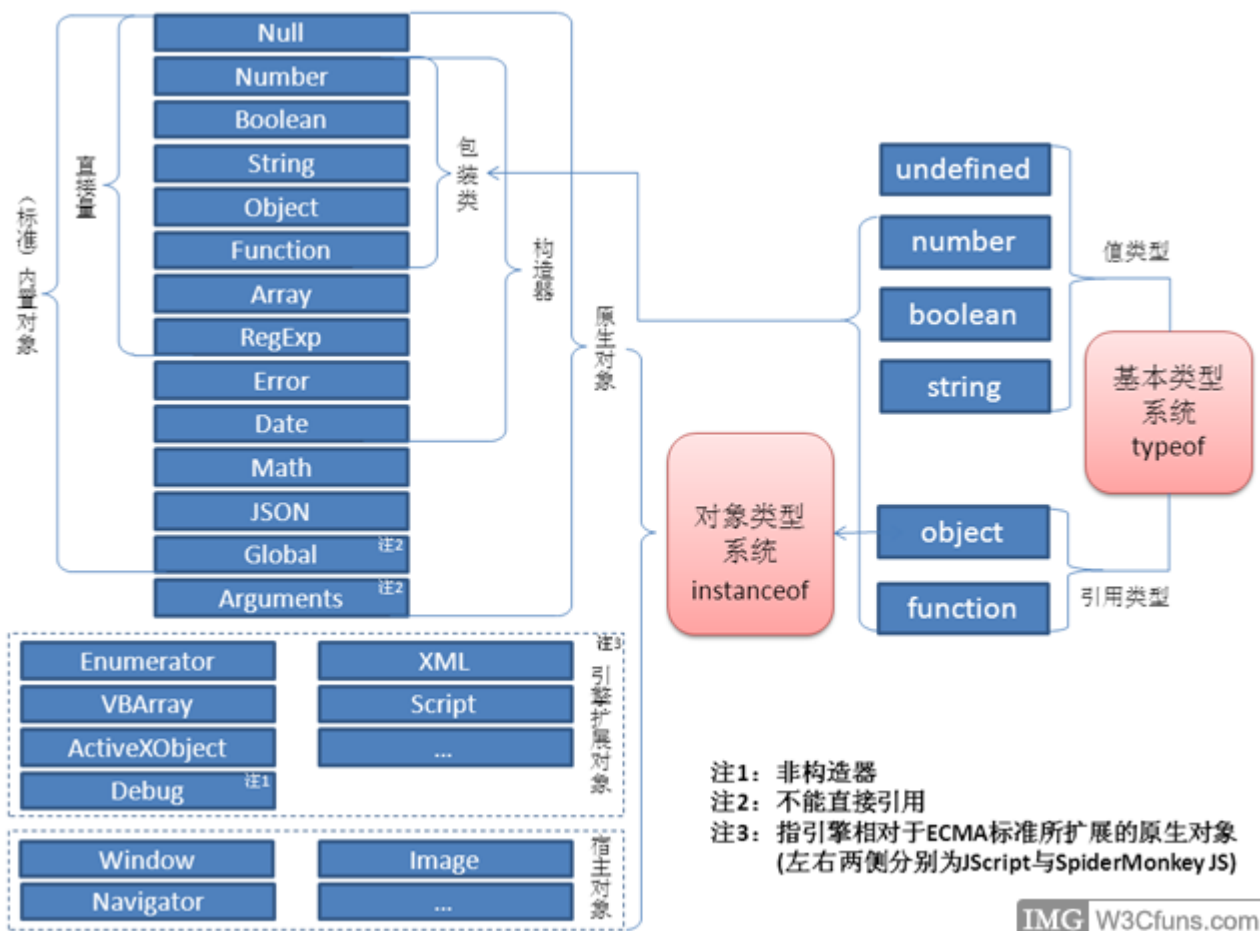 Null
Number
Boolean
String
Object
Function
Array
RegExp
Error
Date
Math
JSON
Global 注2
Arguments 注2
(标准)内置对象
直接量
包装类
构造器
原生对象
undefined
number
boolean
string
值类型
基本类型
系统
typeof
对象类型
系统
instanceof
object
function
引用类型
Enumerator
VBArray
ActiveXObject
Debug 注1
XML
Script
...
注3
引擎扩展对象
Window
Navigator
Image
...
宿主对象
注1：非构造器
注2：不能直接引用
注3：指引擎相对于ECMA标准所扩展的原生对象
(左右两侧分别为JScript与SpiderMonkey JS)
IMG W3Cfuns.com